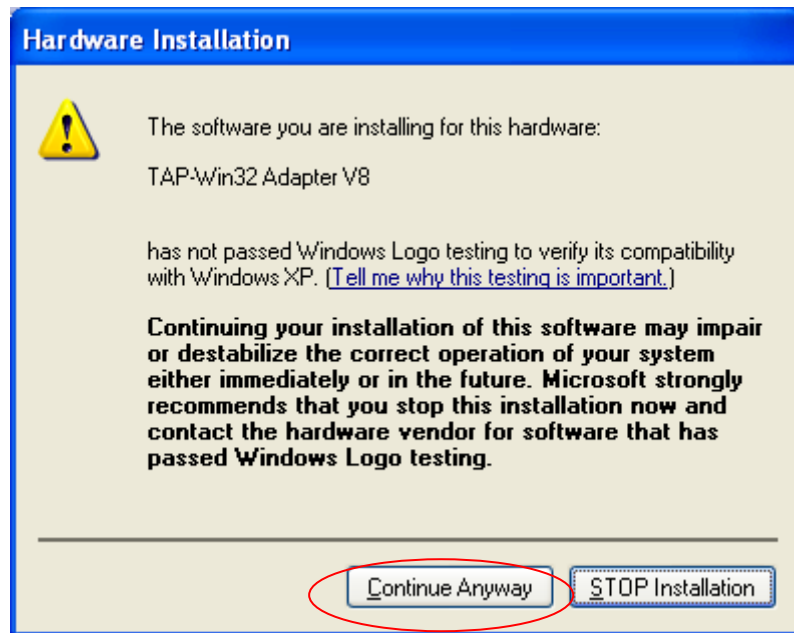 Hardware Installation
The software you are installing for this hardware:
TAP-Win32 Adapter V8
has not passed Windows Logo testing to verify its compatibility
with Windows XP. (Tell me why this testing is important.)
Continuing your installation of this software may impair
or destabilize the correct operation of your system
either immediately or in the future. Microsoft strongly
recommends that you stop this installation now and
contact the hardware vendor for software that has
passed Windows Logo testing.
Continue Anyway
STOP Installation